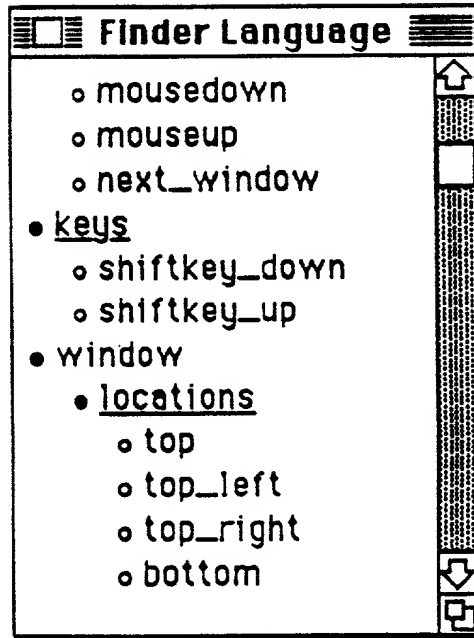 Finder Language
mousedown
mouseup
next_window
keys
shiftkey_down
shiftkey_up
window
locations
top
top_left
top_right
bottom